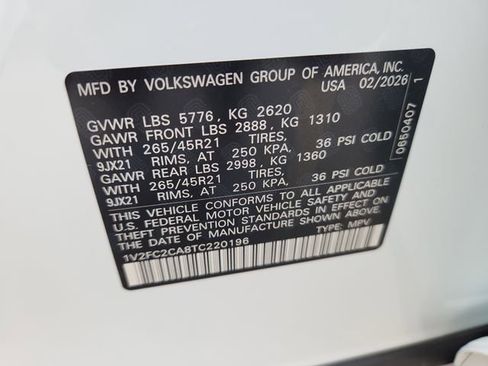 MFD BY VOLKSWAGEN GROUP OF AMERICA, INC.
USA 02/2026
GVWR LBS 5776, KG 2620
GAWR FRONT LBS 2888, KG 1310
WITH 265/45R21 TIRES,
9JX21 RIMS, AT 250 KPA, 36 PSI COLD
GAWR REAR LBS 2998, KG 1360
WITH 265/45R21 TIRES,
9JX21 RIMS, AT 250 KPA, 36 PSI COLD
THIS VEHICLE CONFORMS TO ALL APPLICABLE
U.S. FEDERAL MOTOR VEHICLE SAFETY AND
THEFT PREVENTION STANDARDS IN EFFECT ON
THE DATE OF MANUFACTURE SHOWN ABOVE.
1V2FC2CA8TC220196
TYPE: MPV
0650407
1